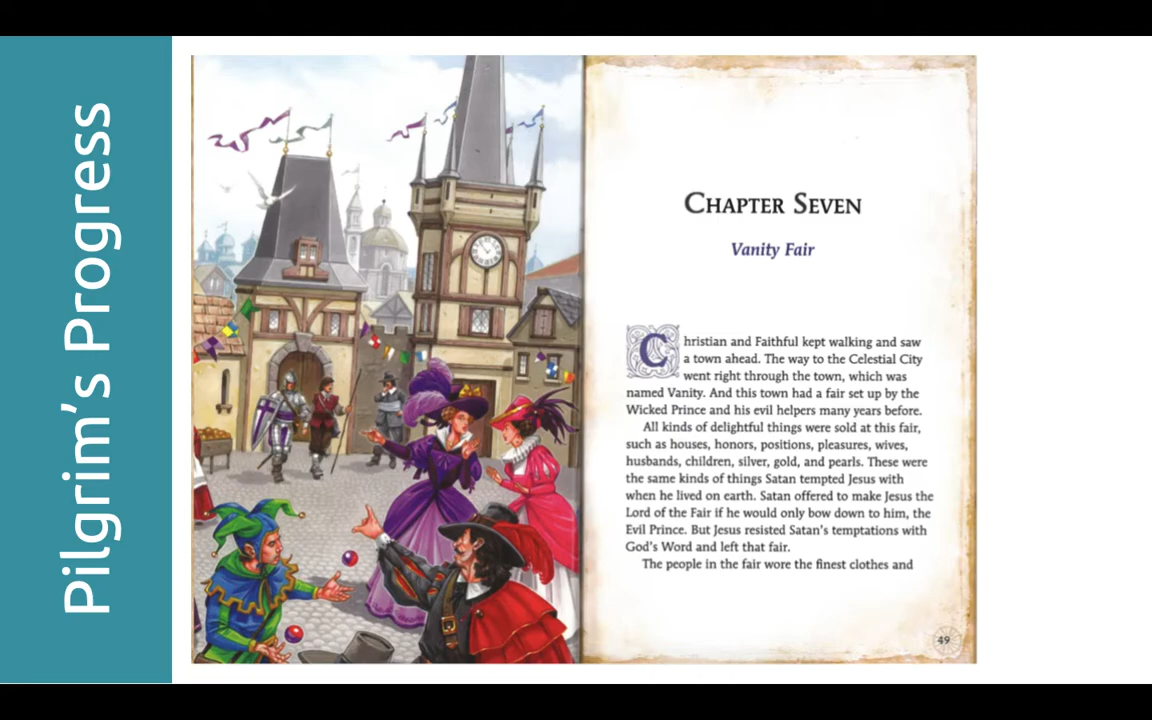 Pilgrim's Progress
CHAPTER SEVEN
Vanity Fair
Christian and Faithful kept walking and saw
a town ahead. The way to the Celestial City
went right through the town, which was
named Vanity. And this town had a fair set up by the
Wicked Prince and his evil helpers many years before.
All kinds of delightful things were sold at this fair,
such as houses, honors, positions, pleasures, wives,
husbands, children, silver, gold, and pearls. These were
the same kinds of things Satan tempted Jesus with
when he lived on earth. Satan offered to make Jesus the
Lord of the Fair if he would only bow down to him, the
Evil Prince. But Jesus resisted Satan's temptations with
God's Word and left that fair.
The people in the fair wore the finest clothes and
49